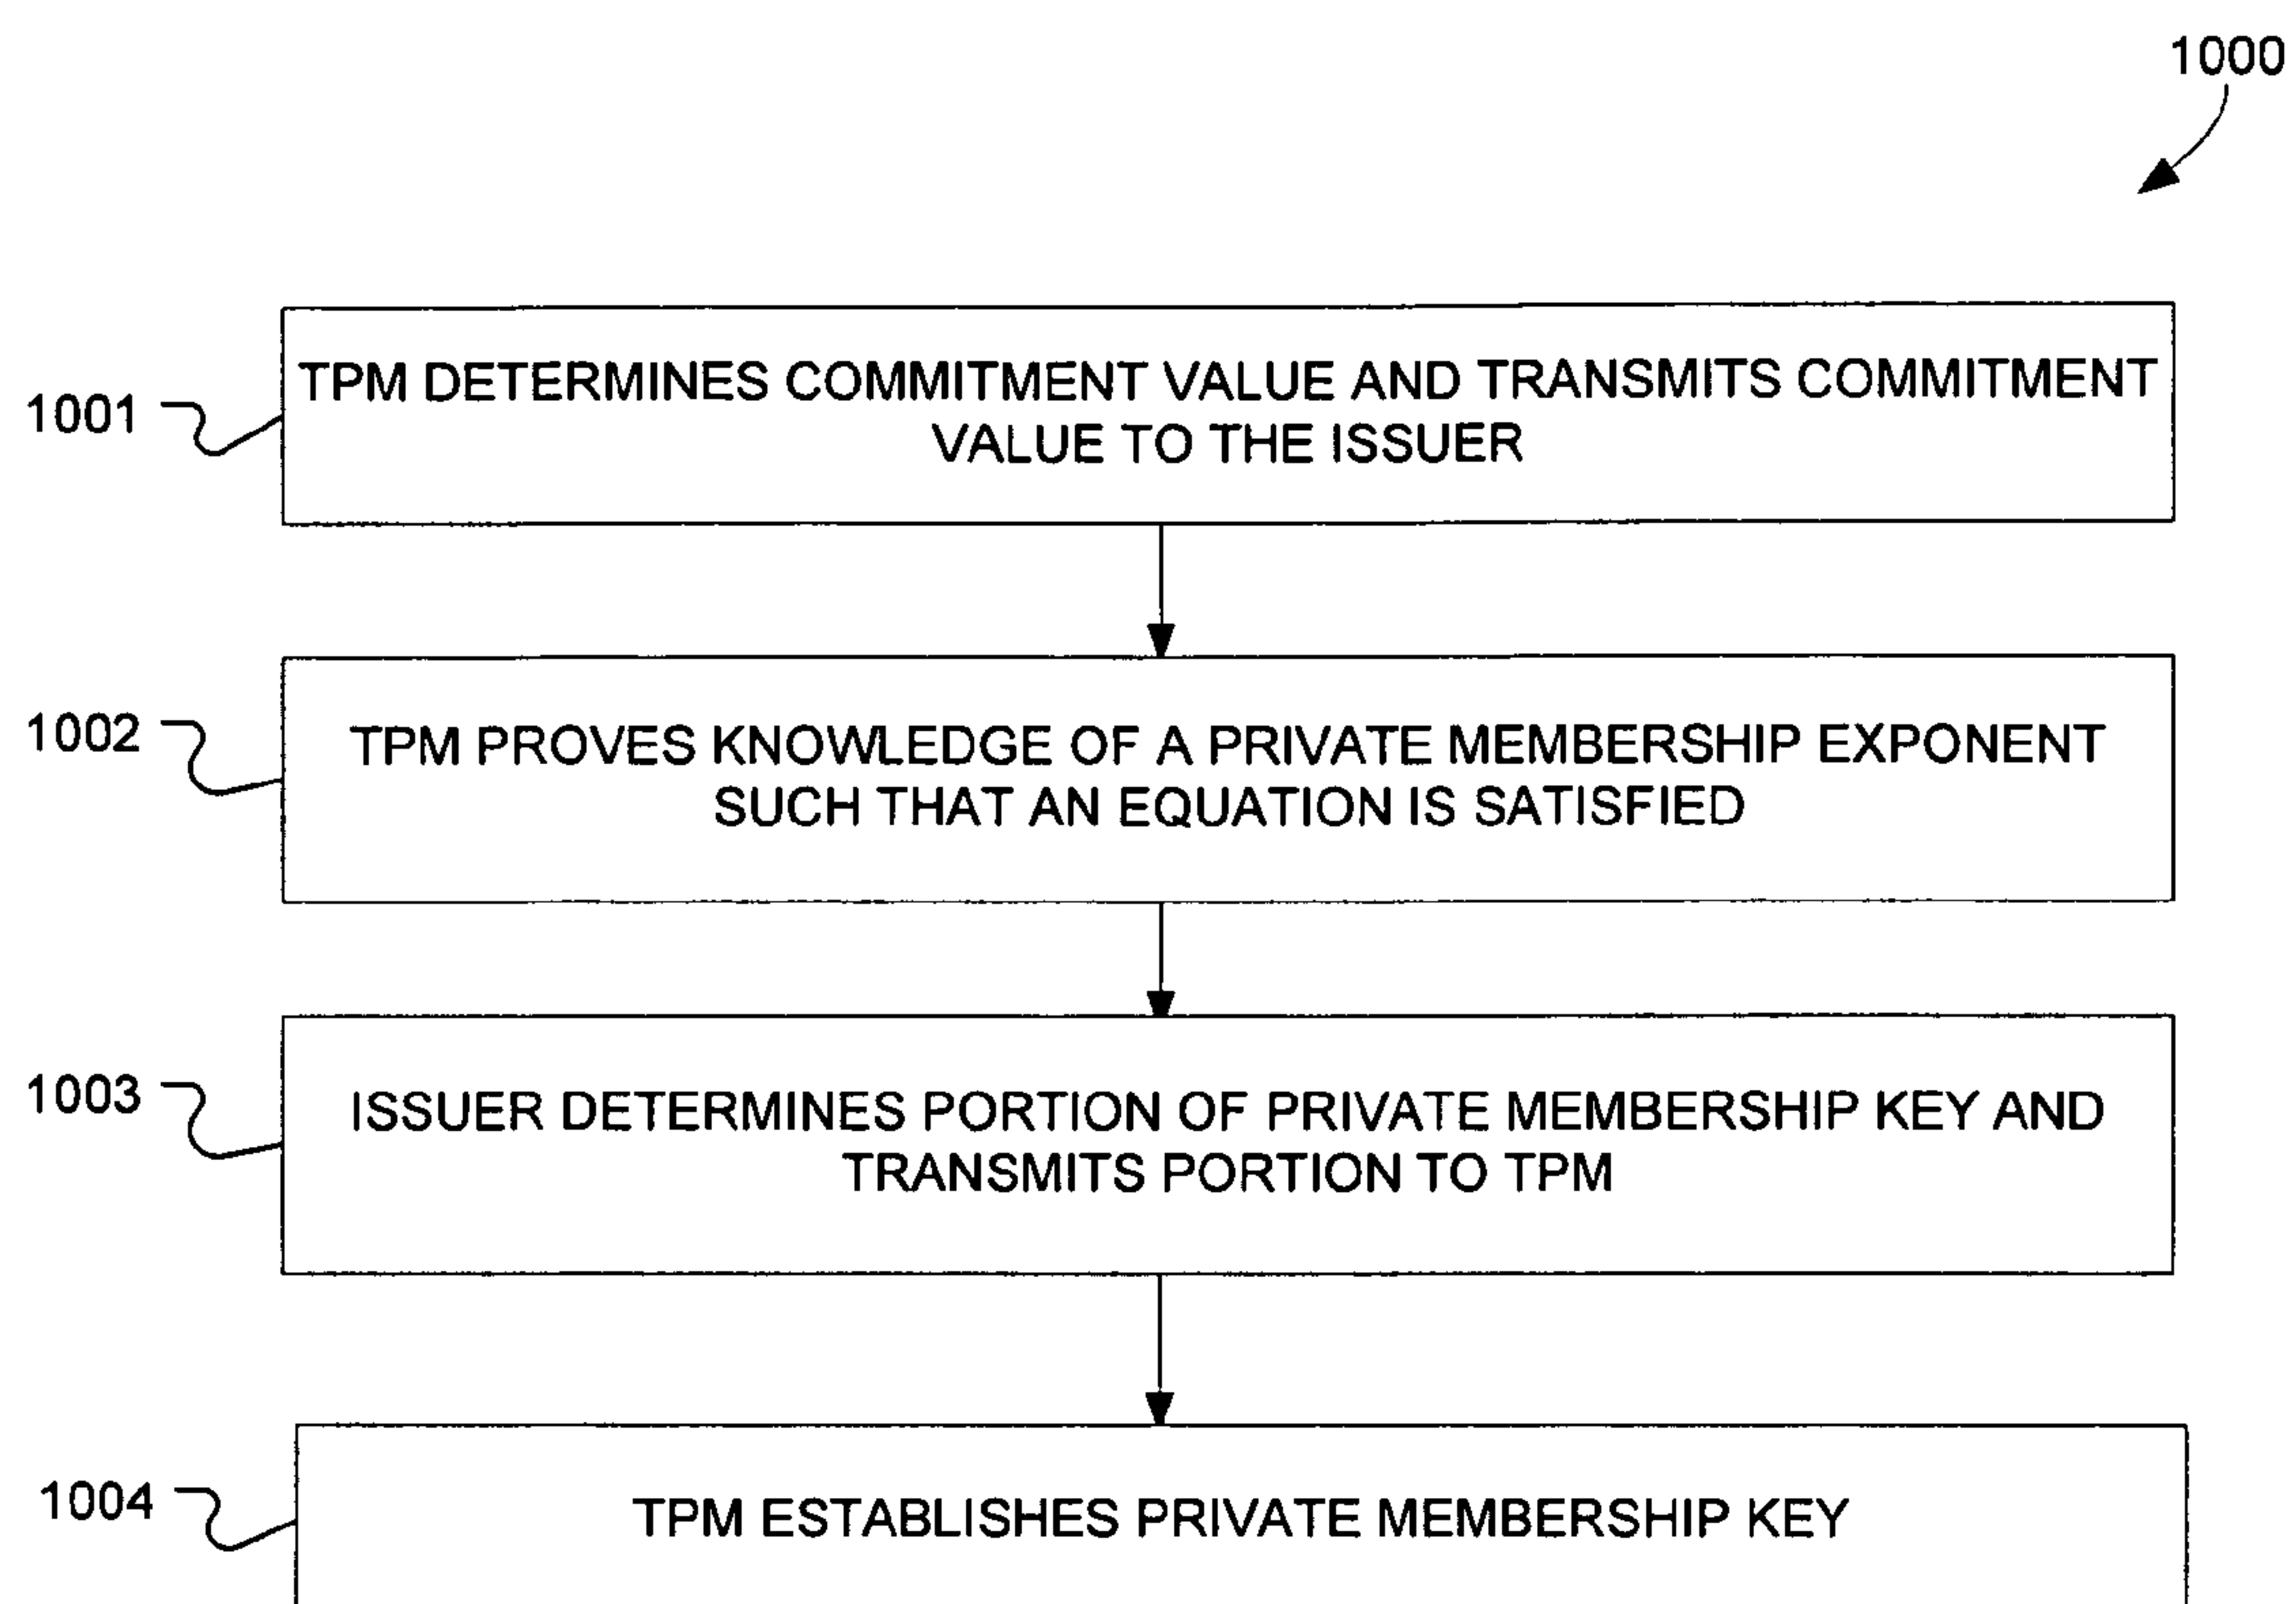 1000
1001
TPM DETERMINES COMMITMENT VALUE AND TRANSMITS COMMITMENT
VALUE TO THE ISSUER
1002
TPM PROVES KNOWLEDGE OF A PRIVATE MEMBERSHIP EXPONENT
SUCH THAT AN EQUATION IS SATISFIED
1003
ISSUER DETERMINES PORTION OF PRIVATE MEMBERSHIP KEY AND
TRANSMITS PORTION TO TPM
1004
TPM ESTABLISHES PRIVATE MEMBERSHIP KEY